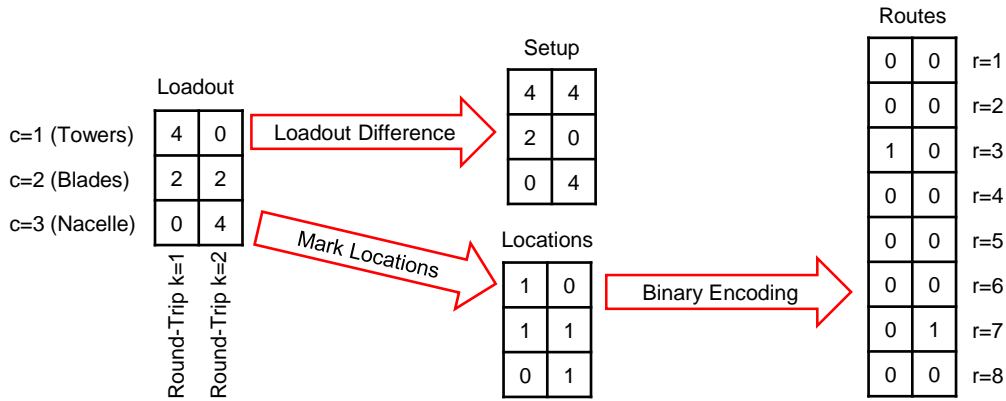 Routes
Setup
Loadout
0 0 r=1
4 4
0 0 r=2
c=1 (Towers) 4 0 Loadout Difference 2 0
1 0 r=3
c=2 (Blades) 2 2
0 4
0 0 r=4
c=3 (Nacelle) 0 4
Mark Locations
Locations
0 0 r=5
1 0 Binary Encoding
0 0 r=6
1 1
0 1 r=7
0 1
0 0 r=8
Round-Trip k=1
Round-Trip k=2